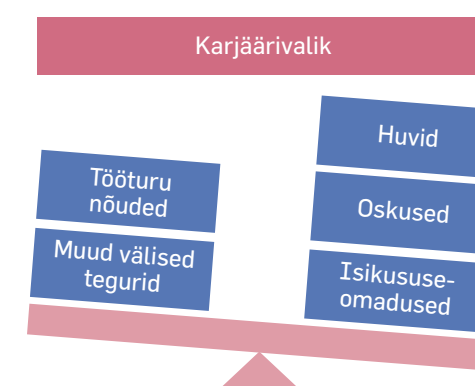 Karjäärivalik
Tööturu
nõuded
Muud välised
tegurid
Huvid
Oskused
Isikususe-
omadused